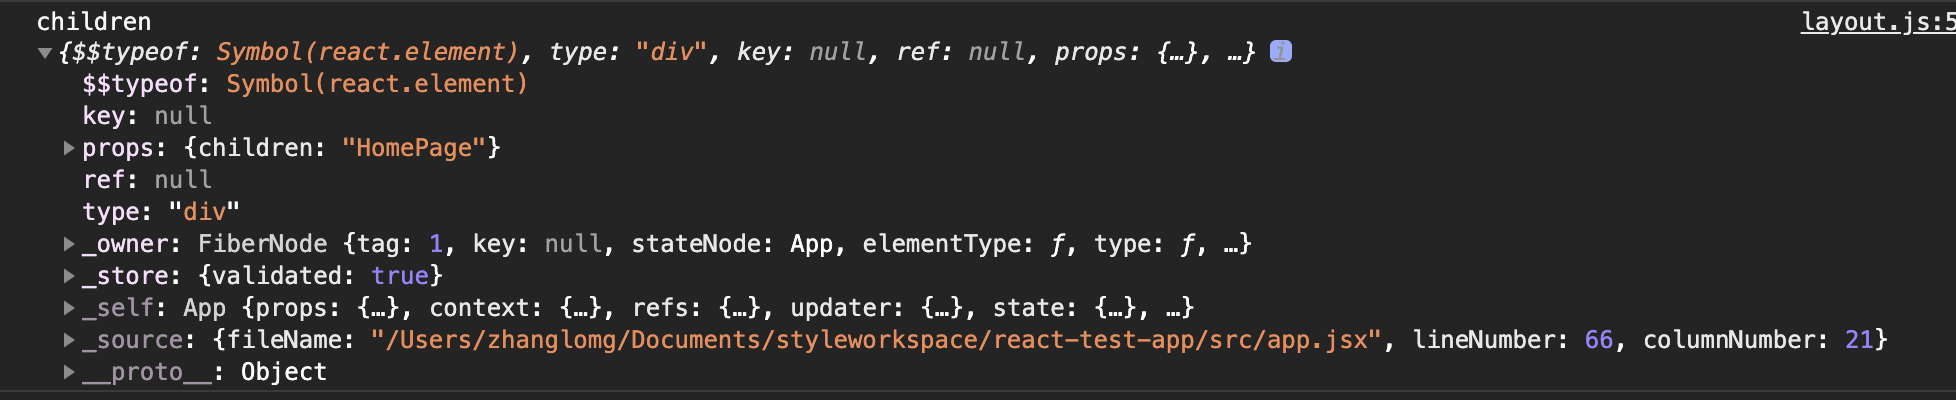 children layout.js:5
▼{$$typeof: Symbol(react.element), type: "div", key: null, ref: null, props: {…}, …} i
$$typeof: Symbol(react.element)
key: null
▶props: {children: "HomePage"}
ref: null
type: "div"
▶_owner: FiberNode {tag: 1, key: null, stateNode: App, elementType: ƒ, type: ƒ, …}
▶_store: {validated: true}
▶_self: App {props: {…}, context: {…}, refs: {…}, updater: {…}, state: {…}, …}
▶_source: {fileName: "/Users/zhanglomg/Documents/styleworkspace/react-test-app/src/app.jsx", lineNumber: 66, columnNumber: 21}
▶__proto__: Object